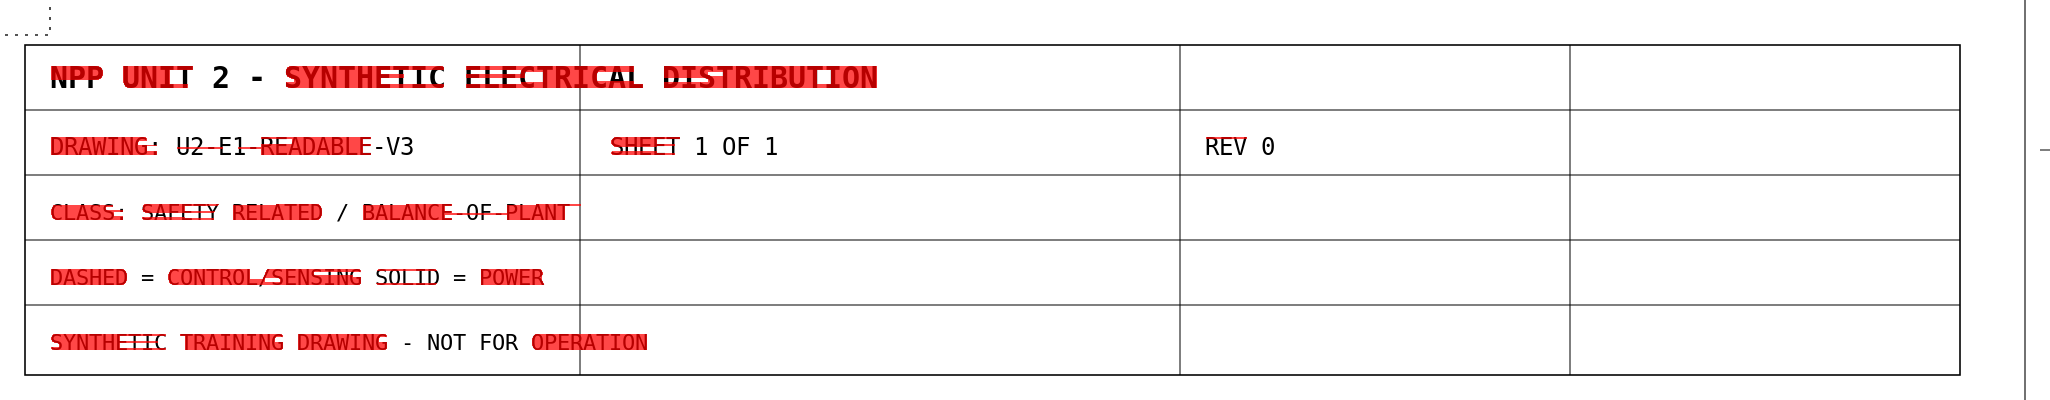 NPP UNIT 2 - SYNTHETIC ELECTRICAL DISTRIBUTION
DRAWING: U2-E1-READABLE-V3 SHEET 1 OF 1 REV 0
CLASS: SAFETY RELATED / BALANCE-OF-PLANT
DASHED = CONTROL/SENSING SOLID = POWER
SYNTHETIC TRAINING DRAWING - NOT FOR OPERATION